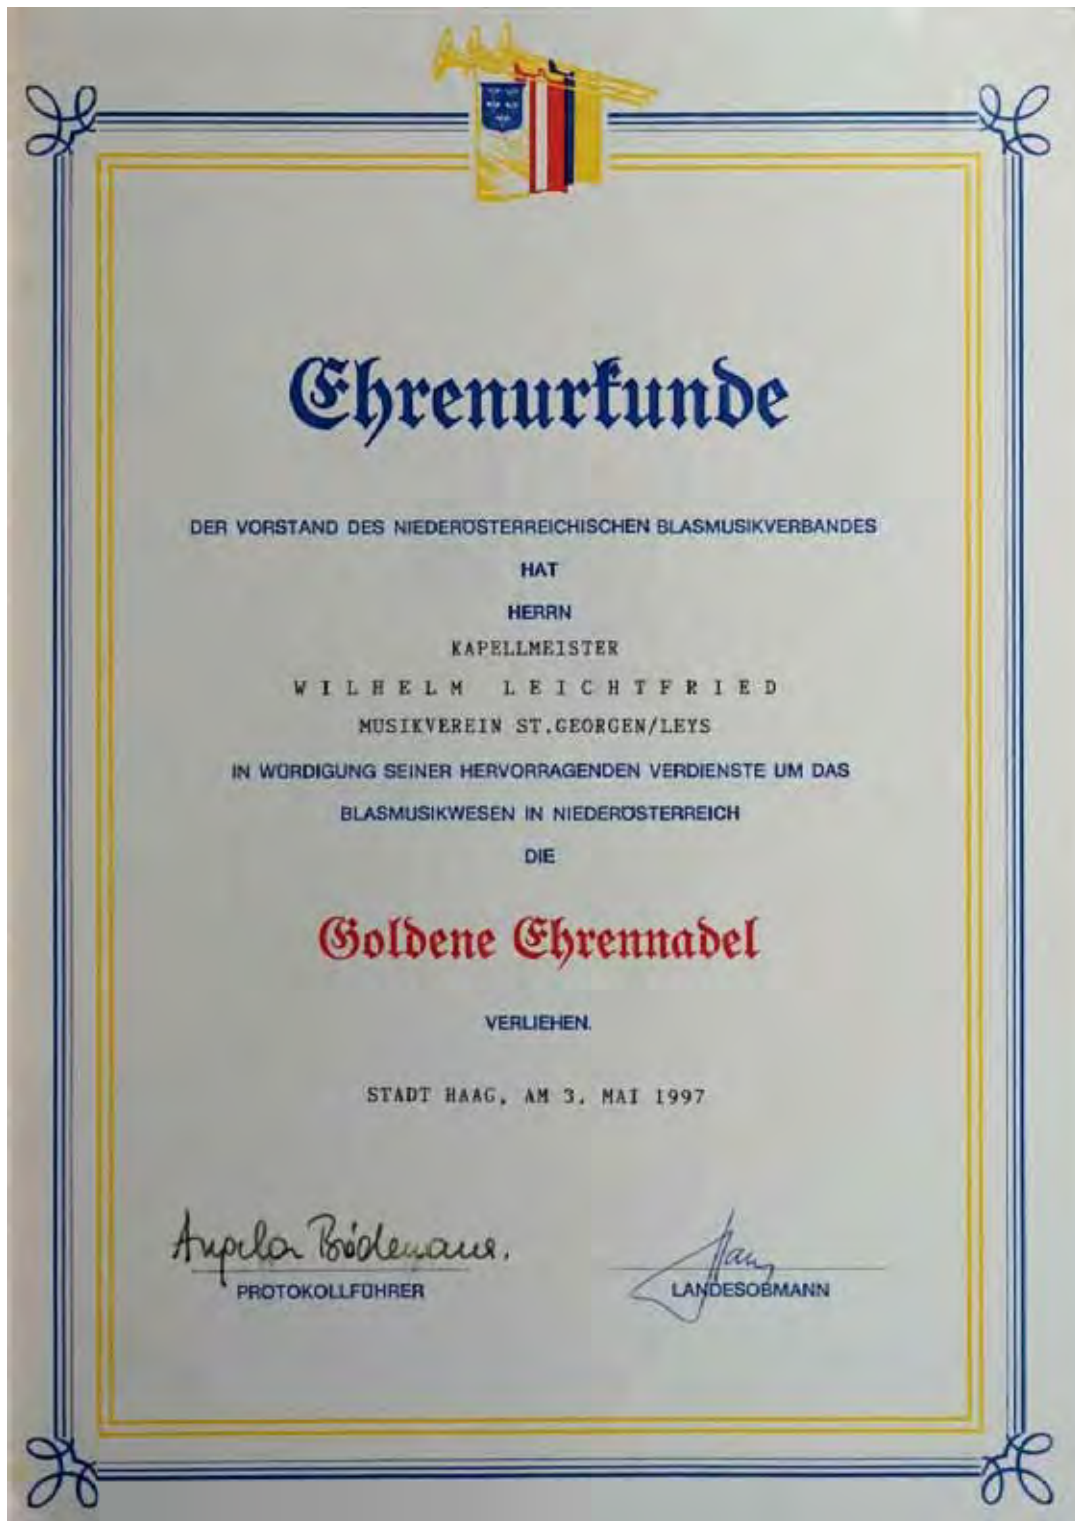 Ehrenurkunde
DER VORSTAND DES NIEDERÖSTERREICHISCHEN BLASMUSIKVERBANDES
HAT
HERRN
KAPELLMEISTER
WILHELM LEICHTFRIED
MUSIKVEREIN ST.GEORGEN/LEYS
IN WÜRDIGUNG SEINER HERVORRAGENDEN VERDIENSTE UM DAS
BLASMUSIKWESEN IN NIEDERÖSTERREICH
DIE
Goldene Ehrennadel
VERLIEHEN.
STADT HAAG, AM 3. MAI 1997
Angela
PROTOKOLLFÜHRER
LANDESOBMANN